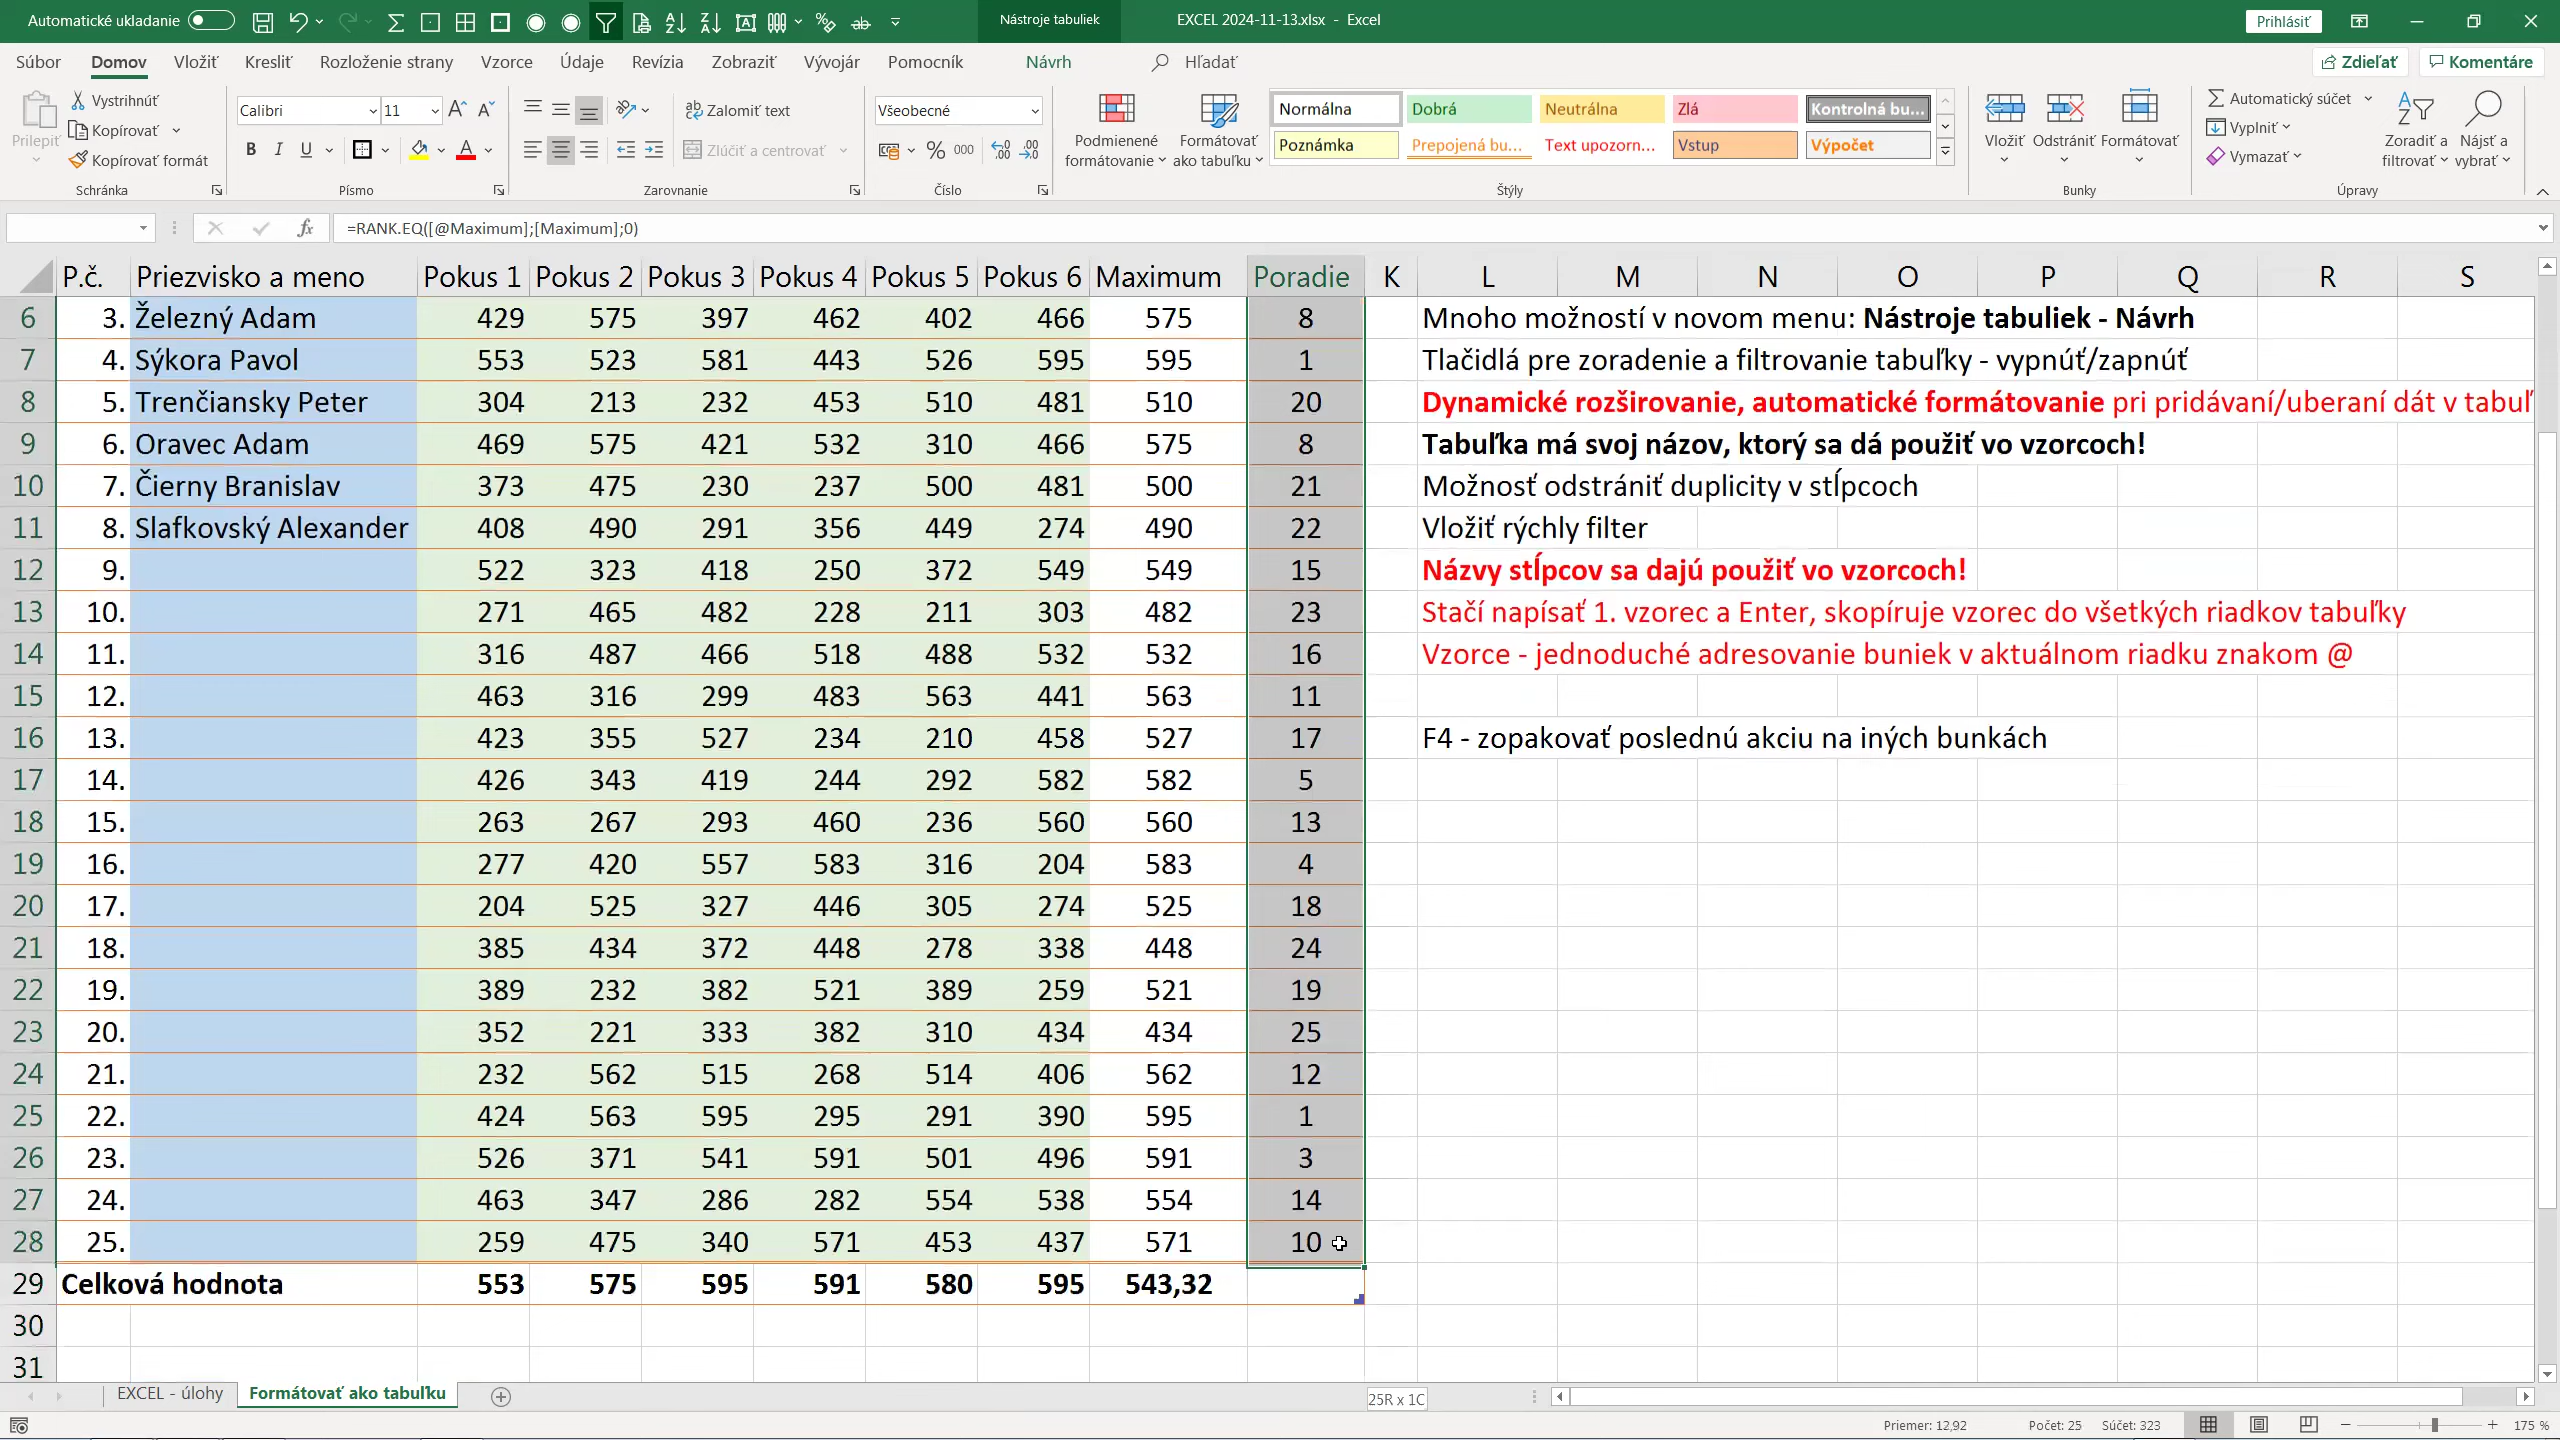 Automatické ukladanie
Nástroje tabuliek
EXCEL 2024-11-13.xlsx - Excel
Prihlásiť
Súbor Domov Vložiť Kresliť Rozloženie strany Vzorce Údaje Revízia Zobraziť Vývojár Pomocník Návrh Hľadať Zdieľať Komentáre
Prilepiť
Vystrihnúť
Kopírovať
Kopírovať formát
Schránka
Calibri 11
B I U
Písmo
Zalomiť text
Zlúčiť a centrovať
Zarovnanie
Všeobecné
% 000
Číslo
Podmienené formátovanie
Formátovať ako tabuľku
Normálna Dobrá Neutrálna Zlá Kontrolná bu...
Poznámka Prepojená bu... Text upozorn... Vstup Výpočet
Štýly
Vložiť Odstrániť Formátovať
Bunky
Automatický súčet
Vyplniť
Vymazať
Zoradiť a filtrovať
Nájsť a vybrať
Úpravy
fx =RANK.EQ([@Maximum];[Maximum];0)
P.č. Priezvisko a meno Pokus 1 Pokus 2 Pokus 3 Pokus 4 Pokus 5 Pokus 6 Maximum Poradie K L M N O P Q R S
6 3. Železný Adam 429 575 397 462 402 466 575 8 Mnoho možností v novom menu: Nástroje tabuliek - Návrh
7 4. Sýkora Pavol 553 523 581 443 526 595 595 1 Tlačidlá pre zoradenie a filtrovanie tabuľky - vypnúť/zapnúť
8 5. Trenčiansky Peter 304 213 232 453 510 481 510 20 Dynamické rozširovanie, automatické formátovanie pri pridávaní/uberaní dát v tabuľ
9 6. Oravec Adam 469 575 421 532 310 466 575 8 Tabuľka má svoj názov, ktorý sa dá použiť vo vzorcoch!
10 7. Čierny Branislav 373 475 230 237 500 481 500 21 Možnosť odstrániť duplicity v stĺpcoch
11 8. Slafkovský Alexander 408 490 291 356 449 274 490 22 Vložiť rýchly filter
12 9. 522 323 418 250 372 549 549 15 Názvy stĺpcov sa dajú použiť vo vzorcoch!
13 10. 271 465 482 228 211 303 482 23 Stačí napísať 1. vzorec a Enter, skopíruje vzorec do všetkých riadkov tabuľky
14 11. 316 487 466 518 488 532 532 16 Vzorce - jednoduché adresovanie buniek v aktuálnom riadku znakom @
15 12. 463 316 299 483 563 441 563 11
16 13. 423 355 527 234 210 458 527 17 F4 - zopakovať poslednú akciu na iných bunkách
17 14. 426 343 419 244 292 582 582 5
18 15. 263 267 293 460 236 560 560 13
19 16. 277 420 557 583 316 204 583 4
20 17. 204 525 327 446 305 274 525 18
21 18. 385 434 372 448 278 338 448 24
22 19. 389 232 382 521 389 259 521 19
23 20. 352 221 333 382 310 434 434 25
24 21. 232 562 515 268 514 406 562 12
25 22. 424 563 595 295 291 390 595 1
26 23. 526 371 541 591 501 496 591 3
27 24. 463 347 286 282 554 538 554 14
28 25. 259 475 340 571 453 437 571 10
29 Celková hodnota 553 575 595 591 580 595 543,32
30
31
EXCEL - úlohy Formátovať ako tabuľku
25R x 1C
Priemer: 12,92 Počet: 25 Súčet: 323 175 %